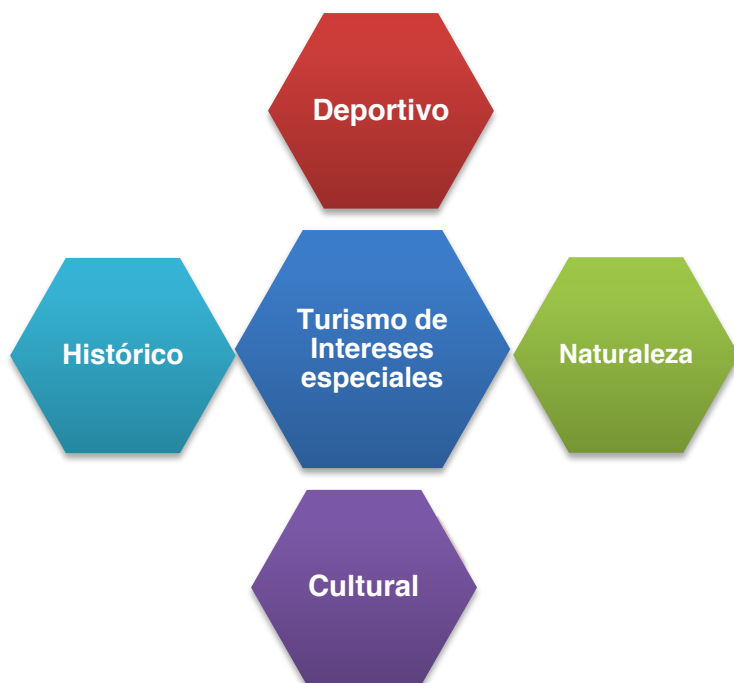 Deportivo
Histórico
Turismo de
Intereses
especiales
Naturaleza
Cultural